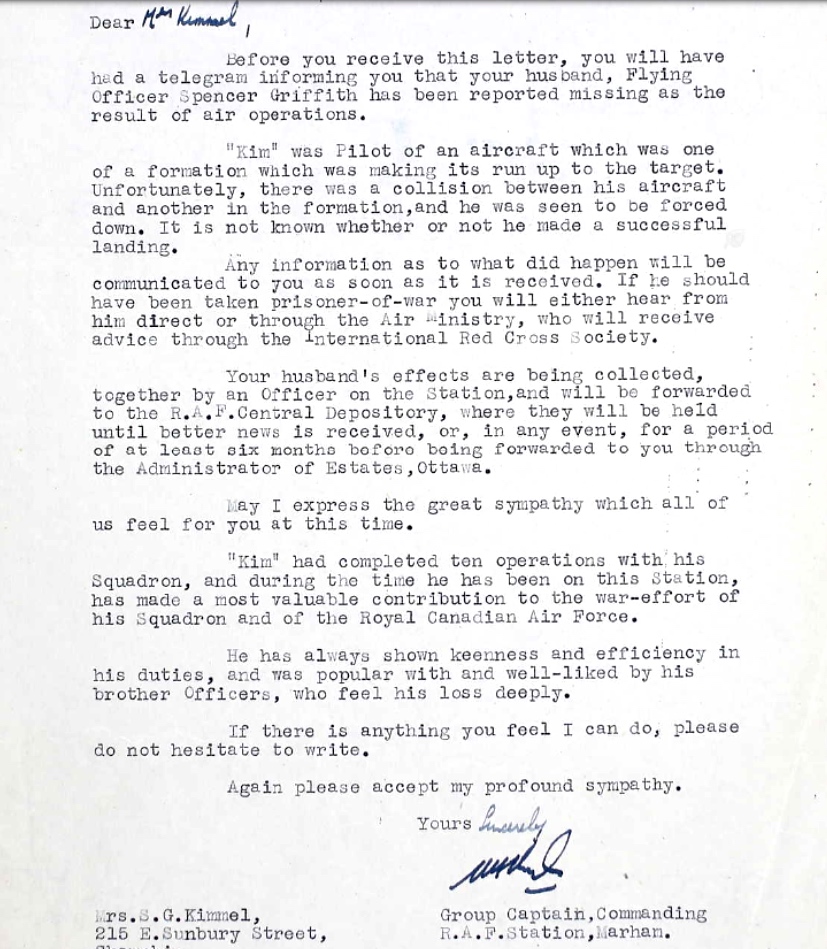 Dear Mrs Kimmel,
Before you receive this letter, you will have
had a telegram informing you that your husband, Flying
Officer Spencer Griffith has been reported missing as the
result of air operations.
"Kim" was Pilot of an aircraft which was one
of a formation which was making its run up to the target.
Unfortunately, there was a collision between his aircraft
and another in the formation,and he was seen to be forced
down. It is not known whether or not he made a successful
landing.
Any information as to what did happen will be
communicated to you as soon as it is received. If he should
have been taken prisoner-of-war you will either hear from
him direct or through the Air Ministry, who will receive
advice through the International Red Cross Society.
Your husband's effects are being collected,
together by an Officer on the Station,and will be forwarded
to the R.A.F.Central Depository, where they will be held
until better news is received, or, in any event, for a period
of at least six months before being forwarded to you through
the Administrator of Estates,Ottawa.
May I express the great sympathy which all of
us feel for you at this time.
"Kim" had completed ten operations with his
Squadron, and during the time he has been on this Station,
has made a most valuable contribution to the war-effort of
his Squadron and of the Royal Canadian Air Force.
He has always shown keenness and efficiency in
his duties, and was popular with and well-liked by his
brother Officers, who feel his loss deeply.
If there is anything you feel I can do, please
do not hesitate to write.
Again please accept my profound sympathy.
Yours Sincerely
Group Captain,Commanding
R.A.F.Station,Marhan.
Mrs.S.G.Kimmel,
215 E.Sunbury Street,